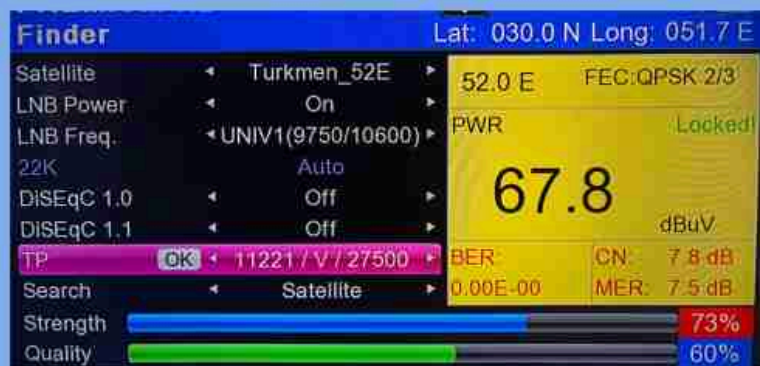 Finder Lat: 030.0 N Long: 051.7 E
Satellite Turkmen_52E
LNB Power On
LNB Freq. UNIV1(9750/10600)
22K Auto
DiSEqC 1.0 Off
DiSEqC 1.1 Off
TP OK 11221 / V / 27500
Search Satellite
52.0 E FEC:QPSK 2/3
PWR Locked!
67.8
dBuV
BER: CN: 7.8 dB
0.00E-00 MER: 7.5 dB
Strength 73%
Quality 60%